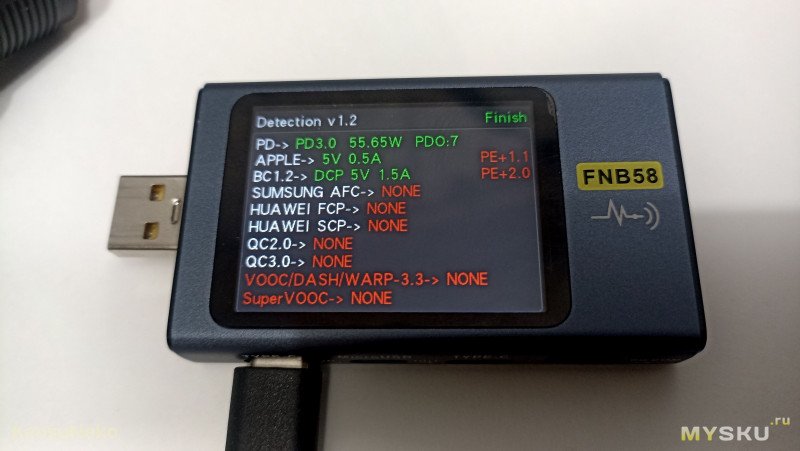 Detection v1.2 Finish
PD-> PD3.0 55.65W PDO:7
APPLE-> 5V 0.5A PE+1.1
BC1.2-> DCP 5V 1.5A PE+2.0
SUMSUNG AFC-> NONE
HUAWEI FCP-> NONE
HUAWEI SCP-> NONE
QC2.0-> NONE
QC3.0-> NONE
VOOC/DASH/WARP-3.3-> NONE
SuperVOOC-> NONE
FNB58
MYSKU.ru